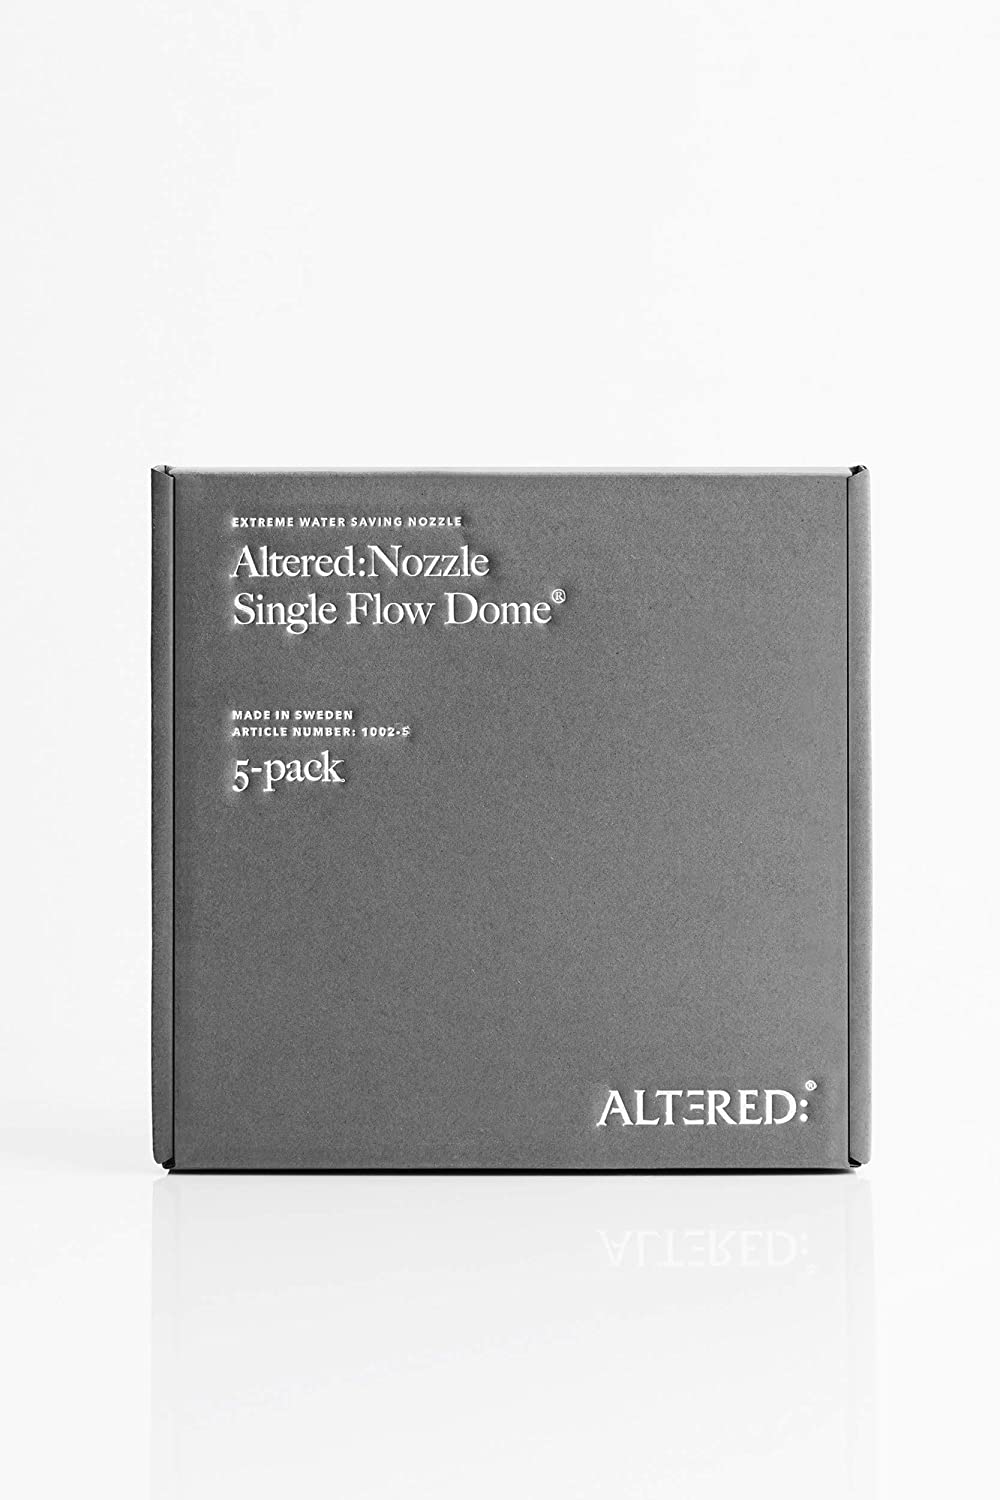 EXTREME WATER SAVING NOZZLE
Altered:Nozzle
Single Flow Dome®
MADE IN SWEDEN
ARTICLE NUMBER: 1002-5
5-pack
ALTERED:®